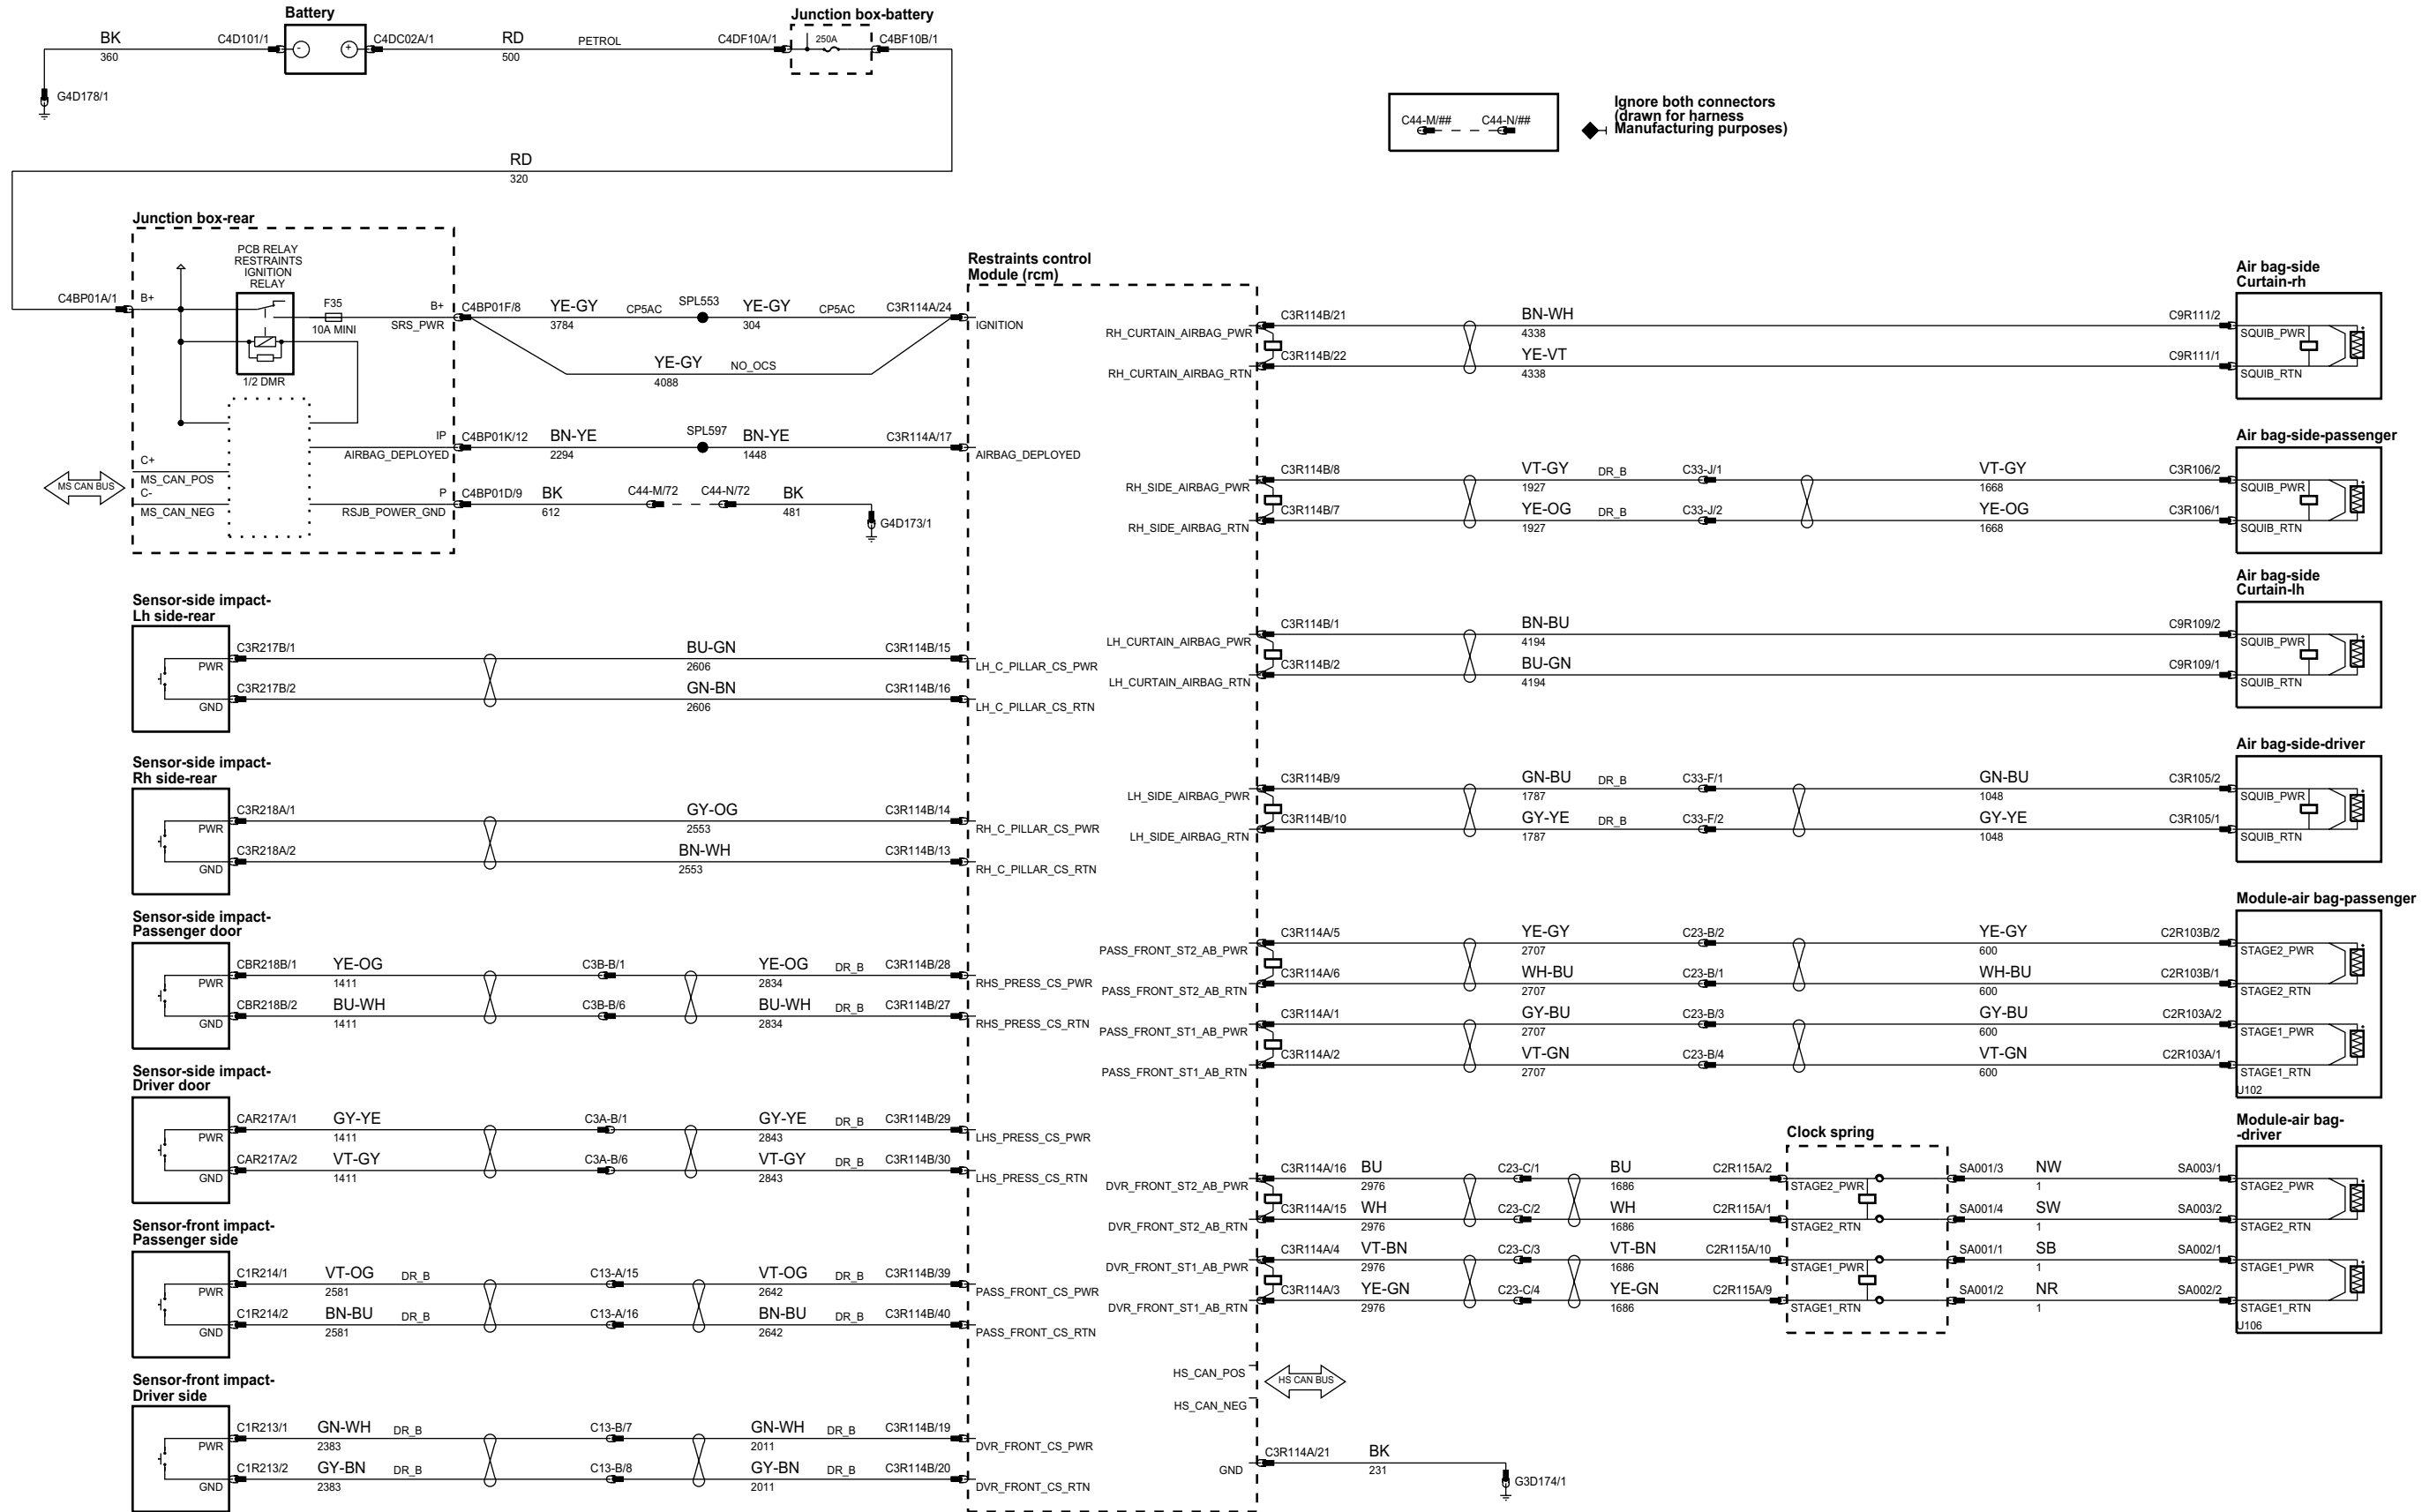 Battery
Junction box-battery
BK
360
C4D101/1
-
+
C4DC02A/1
RD
500
PETROL
C4DF10A/1
250A
C4BF10B/1
G4D178/1
C44-M/##
C44-N/##
Ignore both connectors
(drawn for harness
Manufacturing purposes)
RD
320
Junction box-rear
PCB RELAY
RESTRAINTS
IGNITION
RELAY
C4BP01A/1
B+
F35
10A MINI
B+
SRS_PWR
C4BP01F/8
YE-GY
3784
CP5AC
SPL553
YE-GY
304
CP5AC
C3R114A/24
IGNITION
1/2 DMR
YE-GY
4088
NO_OCS
IP
AIRBAG_DEPLOYED
C4BP01K/12
BN-YE
2294
SPL597
BN-YE
1448
C3R114A/17
AIRBAG_DEPLOYED
MS CAN BUS
C+
MS_CAN_POS
C-
MS_CAN_NEG
P
RSJB_POWER_GND
C4BP01D/9
BK
612
C44-M/72
C44-N/72
BK
481
G4D173/1
Restraints control
Module (rcm)
Sensor-side impact-
Lh side-rear
PWR
C3R217B/1
BU-GN
2606
C3R114B/15
LH_C_PILLAR_CS_PWR
GND
C3R217B/2
GN-BN
2606
C3R114B/16
LH_C_PILLAR_CS_RTN
Sensor-side impact-
Rh side-rear
PWR
C3R218A/1
GY-OG
2553
C3R114B/14
RH_C_PILLAR_CS_PWR
GND
C3R218A/2
BN-WH
2553
C3R114B/13
RH_C_PILLAR_CS_RTN
Sensor-side impact-
Passenger door
PWR
CBR218B/1
YE-OG
1411
C3B-B/1
YE-OG
2834
DR_B
C3R114B/28
RHS_PRESS_CS_PWR
GND
CBR218B/2
BU-WH
1411
C3B-B/6
BU-WH
2834
DR_B
C3R114B/27
RHS_PRESS_CS_RTN
Sensor-side impact-
Driver door
PWR
CAR217A/1
GY-YE
1411
C3A-B/1
GY-YE
2843
DR_B
C3R114B/29
LHS_PRESS_CS_PWR
GND
CAR217A/2
VT-GY
1411
C3A-B/6
VT-GY
2843
DR_B
C3R114B/30
LHS_PRESS_CS_RTN
Sensor-front impact-
Passenger side
PWR
C1R214/1
VT-OG
2581
DR_B
C13-A/15
VT-OG
2642
DR_B
C3R114B/39
PASS_FRONT_CS_PWR
GND
C1R214/2
BN-BU
2581
DR_B
C13-A/16
BN-BU
2642
DR_B
C3R114B/40
PASS_FRONT_CS_RTN
Sensor-front impact-
Driver side
PWR
C1R213/1
GN-WH
2383
DR_B
C13-B/7
GN-WH
2011
DR_B
C3R114B/19
DVR_FRONT_CS_PWR
GND
C1R213/2
GY-BN
2383
DR_B
C13-B/8
GY-BN
2011
DR_B
C3R114B/20
DVR_FRONT_CS_RTN
Air bag-side
Curtain-rh
RH_CURTAIN_AIRBAG_PWR
C3R114B/21
BN-WH
4338
C9R111/2
SQUIB_PWR
RH_CURTAIN_AIRBAG_RTN
C3R114B/22
YE-VT
4338
C9R111/1
SQUIB_RTN
Air bag-side-passenger
RH_SIDE_AIRBAG_PWR
C3R114B/8
VT-GY
1927
DR_B
C33-J/1
VT-GY
1668
C3R106/2
SQUIB_PWR
RH_SIDE_AIRBAG_RTN
C3R114B/7
YE-OG
1927
DR_B
C33-J/2
YE-OG
1668
C3R106/1
SQUIB_RTN
Air bag-side
Curtain-lh
LH_CURTAIN_AIRBAG_PWR
C3R114B/1
BN-BU
4194
C9R109/2
SQUIB_PWR
LH_CURTAIN_AIRBAG_RTN
C3R114B/2
BU-GN
4194
C9R109/1
SQUIB_RTN
Air bag-side-driver
LH_SIDE_AIRBAG_PWR
C3R114B/9
GN-BU
1787
DR_B
C33-F/1
GN-BU
1048
C3R105/2
SQUIB_PWR
LH_SIDE_AIRBAG_RTN
C3R114B/10
GY-YE
1787
DR_B
C33-F/2
GY-YE
1048
C3R105/1
SQUIB_RTN
Module-air bag-passenger
PASS_FRONT_ST2_AB_PWR
C3R114A/5
YE-GY
2707
C23-B/2
YE-GY
600
C2R103B/2
STAGE2_PWR
PASS_FRONT_ST2_AB_RTN
C3R114A/6
WH-BU
2707
C23-B/1
WH-BU
600
C2R103B/1
STAGE2_RTN
PASS_FRONT_ST1_AB_PWR
C3R114A/1
GY-BU
2707
C23-B/3
GY-BU
600
C2R103A/2
STAGE1_PWR
PASS_FRONT_ST1_AB_RTN
C3R114A/2
VT-GN
2707
C23-B/4
VT-GN
600
C2R103A/1
STAGE1_RTN
U102
Clock spring
Module-air bag-
-driver
DVR_FRONT_ST2_AB_PWR
C3R114A/16
BU
2976
C23-C/1
BU
1686
C2R115A/2
STAGE2_PWR
SA001/3
NW
1
SA003/1
STAGE2_PWR
DVR_FRONT_ST2_AB_RTN
C3R114A/15
WH
2976
C23-C/2
WH
1686
C2R115A/1
STAGE2_RTN
SA001/4
SW
1
SA003/2
STAGE2_RTN
DVR_FRONT_ST1_AB_PWR
C3R114A/4
VT-BN
2976
C23-C/3
VT-BN
1686
C2R115A/10
STAGE1_PWR
SA001/1
SB
1
SA002/1
STAGE1_PWR
DVR_FRONT_ST1_AB_RTN
C3R114A/3
YE-GN
2976
C23-C/4
YE-GN
1686
C2R115A/9
STAGE1_RTN
SA001/2
NR
1
SA002/2
STAGE1_RTN
U106
HS_CAN_POS
HS CAN BUS
HS_CAN_NEG
GND
C3R114A/21
BK
231
G3D174/1